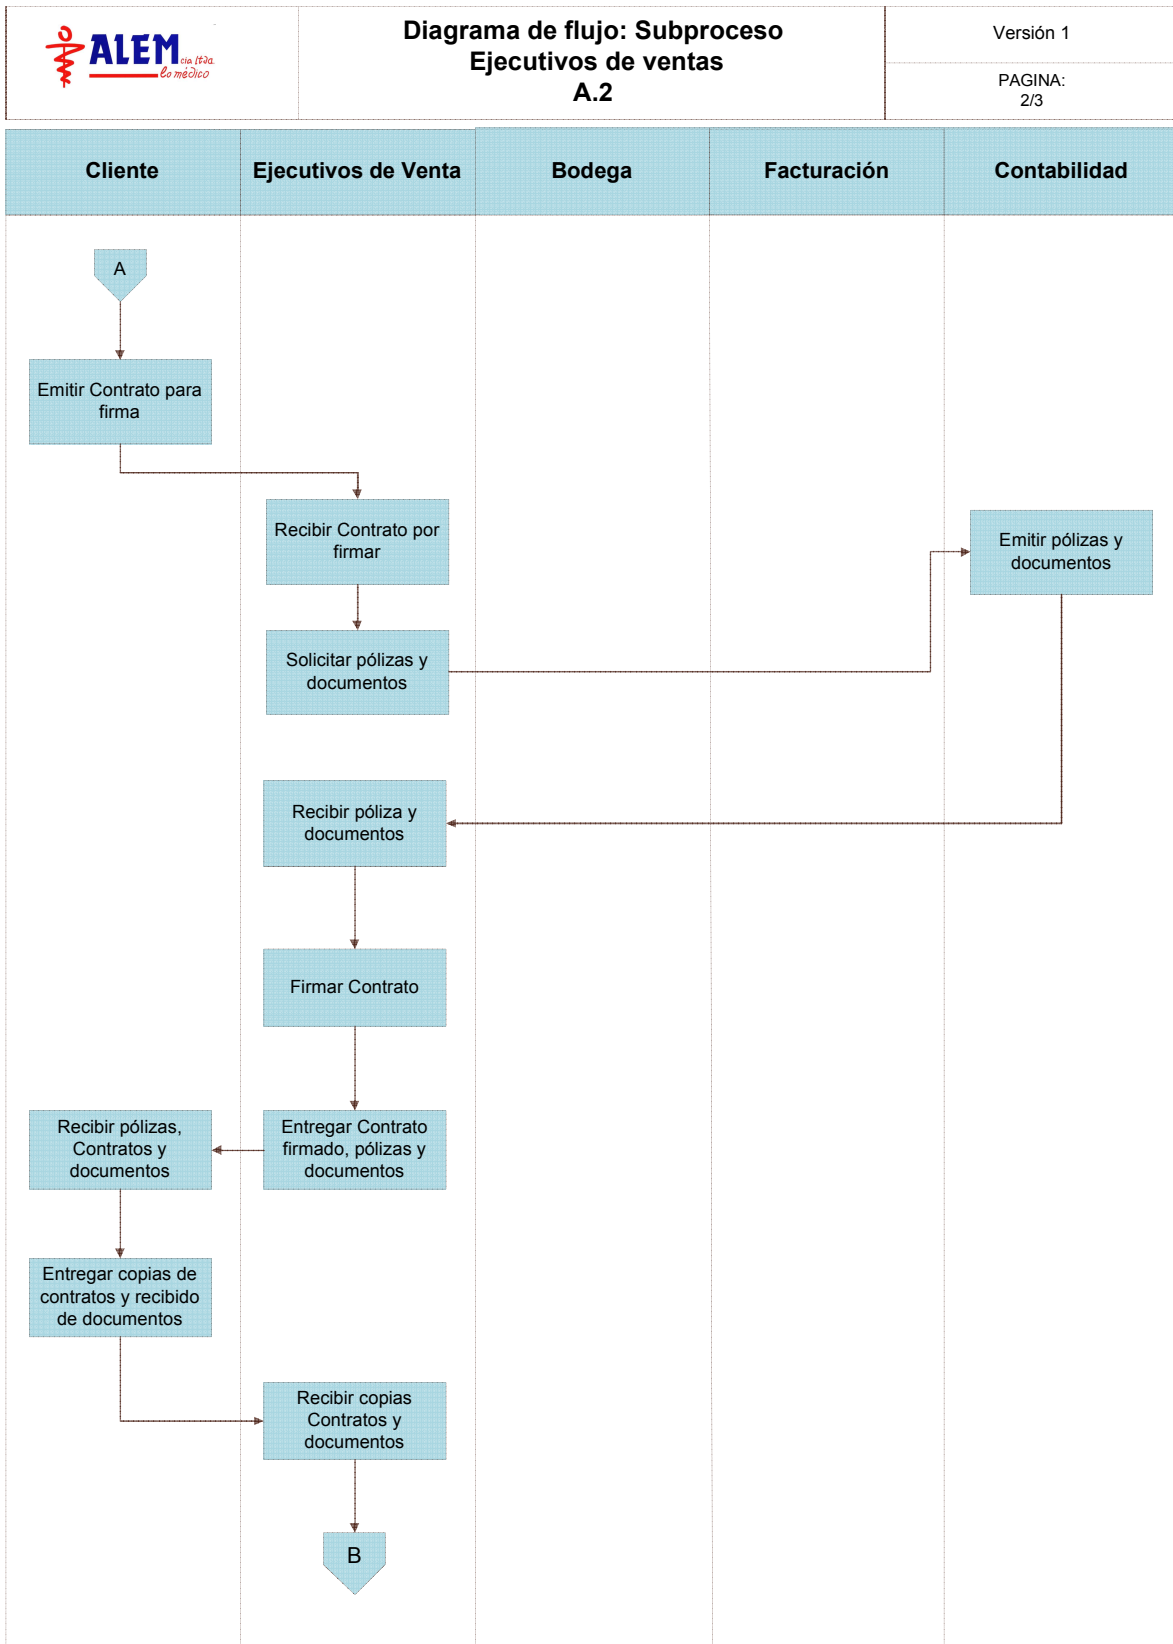 ALEM
cia ltda.
lo médico
Diagrama de flujo: Subproceso
Ejecutivos de ventas
A.2
Versión 1
PAGINA:
2/3
Cliente
Ejecutivos de Venta
Bodega
Facturación
Contabilidad
A
Emitir Contrato para
firma
Recibir Contrato por
firmar
Emitir pólizas y
documentos
Solicitar pólizas y
documentos
Recibir póliza y
documentos
Firmar Contrato
Recibir pólizas,
Contratos y
documentos
Entregar Contrato
firmado, pólizas y
documentos
Entregar copias de
contratos y recibido
de documentos
Recibir copias
Contratos y
documentos
B